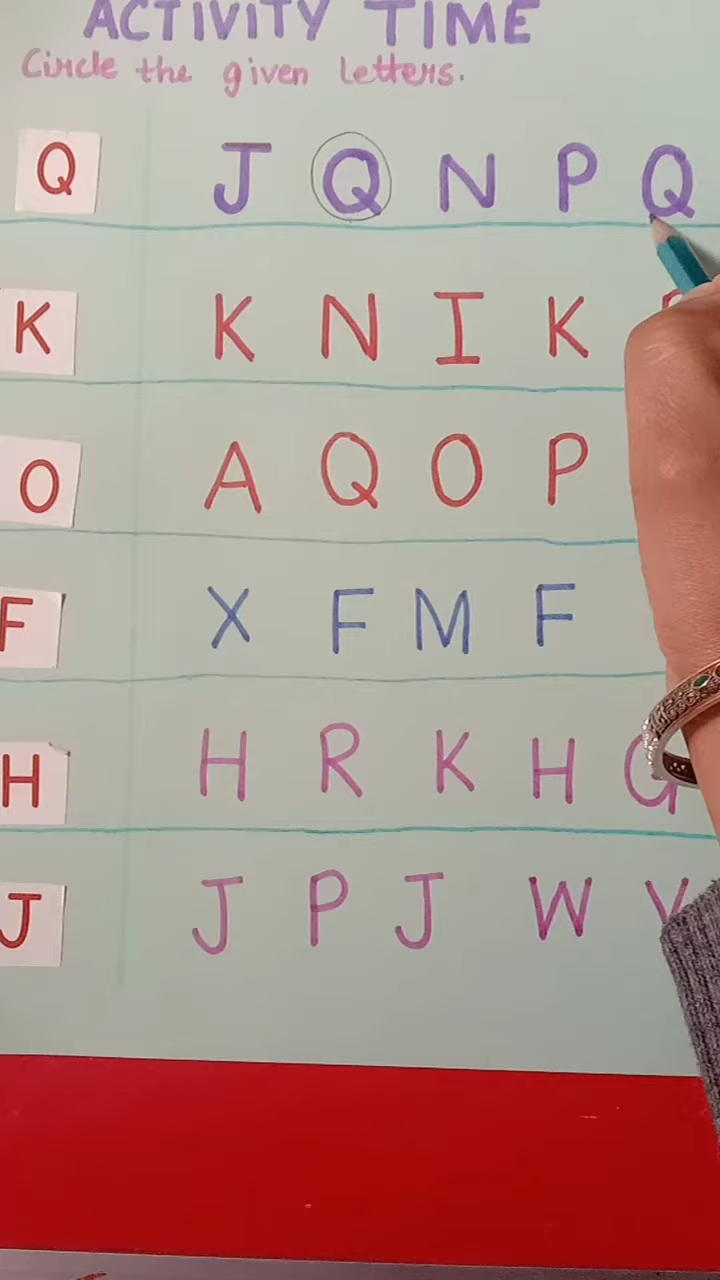 ACTIVITY TIME
Circle the given letters.
Q J Q N P Q
K K N I K
O A Q O P
F X F M F
H H R K H G
J J P J W